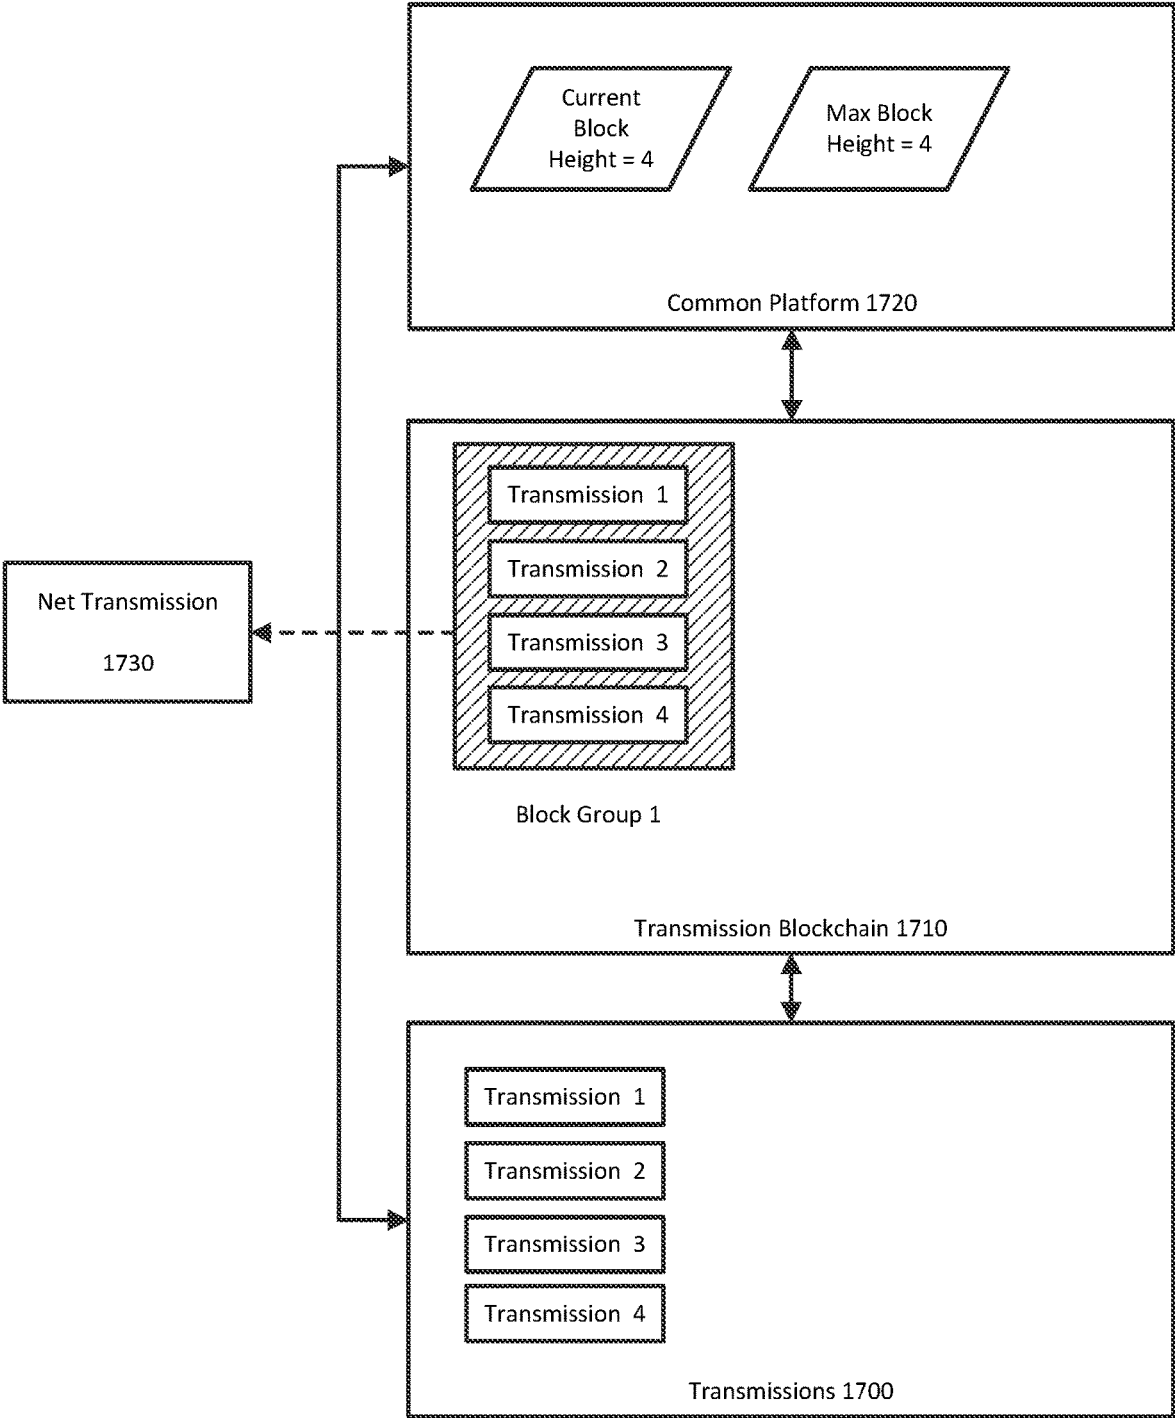 Current
Block
Height = 4
Max Block
Height = 4
Common Platform 1720
Transmission 1
Transmission 2
Transmission 3
Transmission 4
Block Group 1
Net Transmission
1730
Transmission Blockchain 1710
Transmission 1
Transmission 2
Transmission 3
Transmission 4
Transmissions 1700